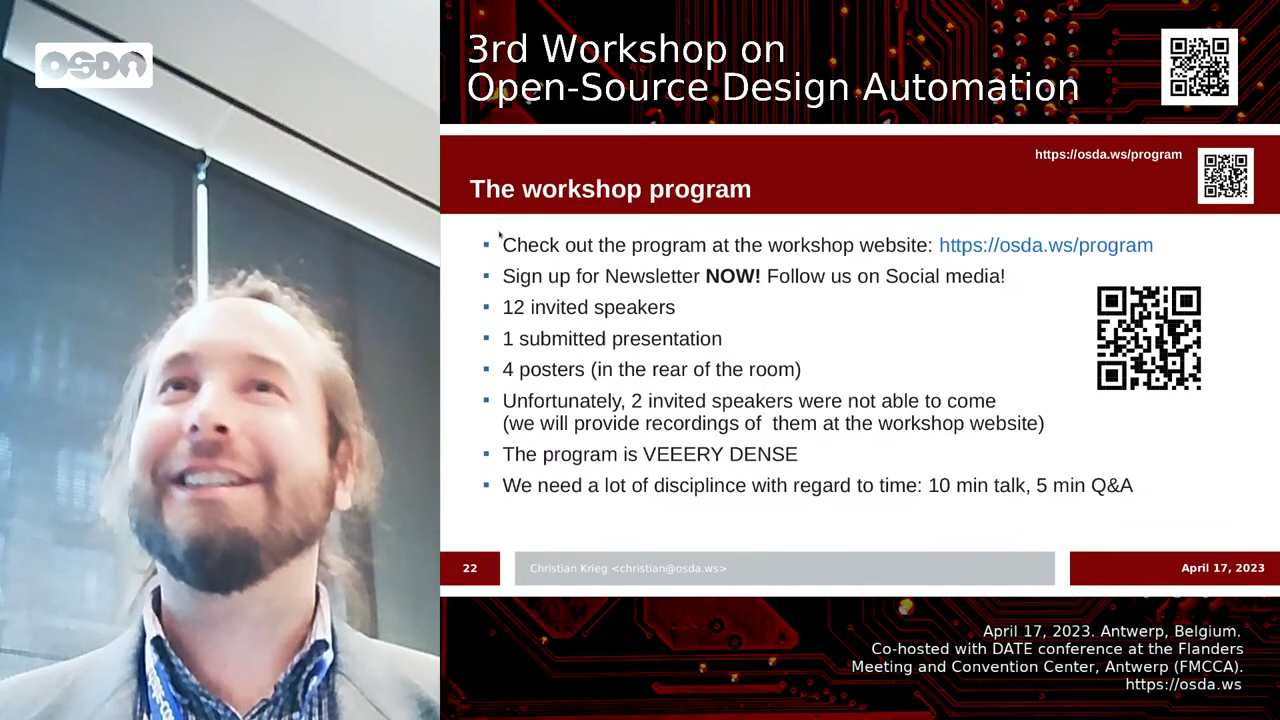 OSDA
3rd Workshop on
Open-Source Design Automation
https://osda.ws/program
The workshop program
Check out the program at the workshop website: https://osda.ws/program
Sign up for Newsletter NOW! Follow us on Social media!
12 invited speakers
1 submitted presentation
4 posters (in the rear of the room)
Unfortunately, 2 invited speakers were not able to come
(we will provide recordings of  them at the workshop website)
The program is VEEERY DENSE
We need a lot of disciplince with regard to time: 10 min talk, 5 min Q&A
22
Christian Krieg <christian@osda.ws>
April 17, 2023
April 17, 2023. Antwerp, Belgium.
Co-hosted with DATE conference at the Flanders
Meeting and Convention Center, Antwerp (FMCCA).
https://osda.ws